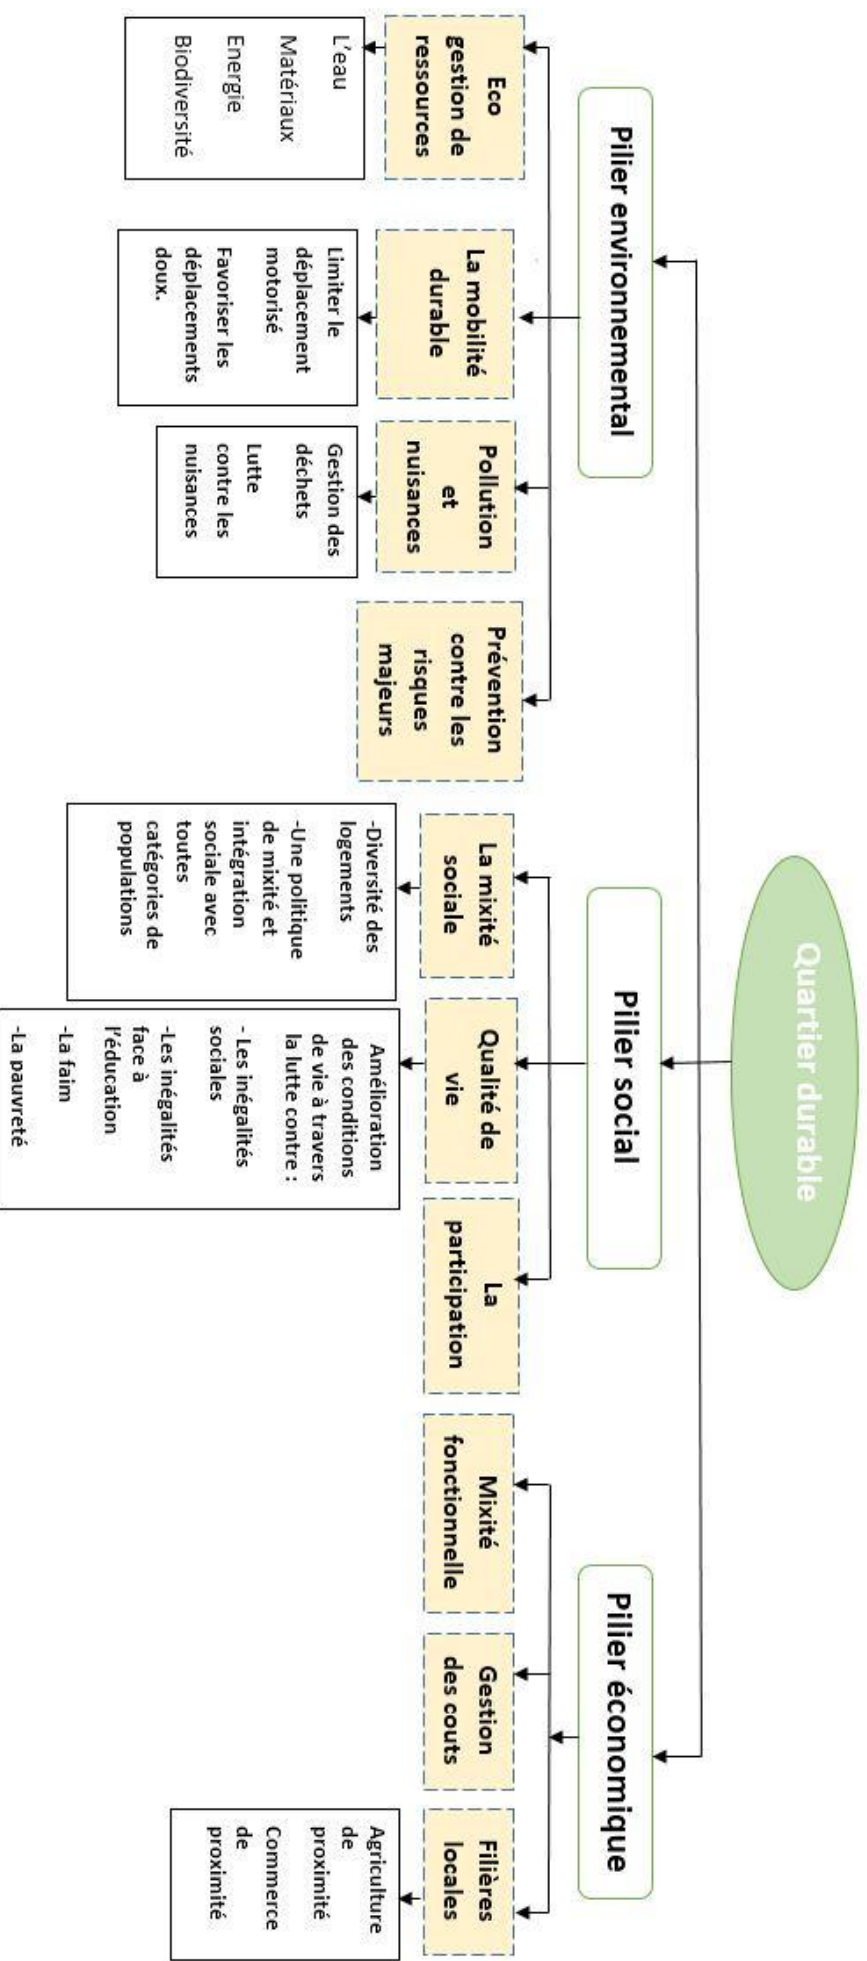 Quartier durable
Pilier environnemental
Pilier social
Pilier économique
Eco
gestion de
ressources
La mobilité
durable
Pollution
et
nuisances
Prévention
contre les
risques
majeurs
La mixité
sociale
Qualité de
vie
La
participation
Mixité
fonctionnelle
Gestion
des couts
Filières
locales
L'eau
Matériaux
Energie
Biodiversité
Limiter le
déplacement
motorisé
Favoriser les
déplacements
doux.
Gestion des
déchets
Lutte
contre les
nuisances
-Diversité des
logements
-Une politique
de mixité et
intégration
sociale avec
toutes
catégories de
populations
Amélioration
des conditions
de vie à travers
la lutte contre :
- Les inégalités
sociales
-Les inégalités
face à
l'éducation
-La faim
-La pauvreté
Agriculture
de
proximité
Commerce
de
proximité